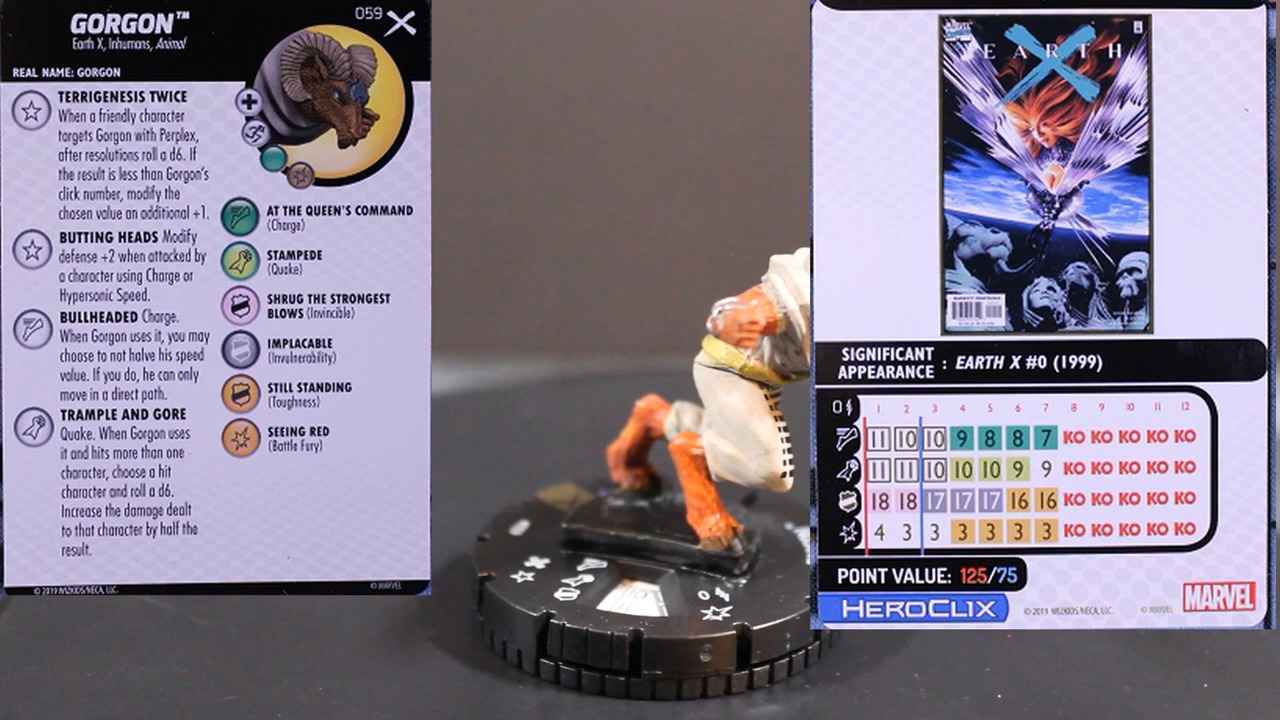 GORGON™
Earth X, Inhumans, Animal
059
REAL NAME: GORGON
TERRIGENESIS TWICE
When a friendly character
targets Gorgon with Perplex,
after resolutions roll a d6. If
the result is less than Gorgon's
click number, modify the
chosen value an additional +1.
BUTTING HEADS Modify
defense +2 when attacked by
a character using Charge or
Hypersonic Speed.
BULLHEADED Charge.
When Gorgon uses it, you may
choose to not halve his speed
value. If you do, he can only
move in a direct path.
TRAMPLE AND GORE
Quake. When Gorgon uses
it and hits more than one
character, choose a hit
character and roll a d6.
Increase the damage dealt
to that character by half the
result.
AT THE QUEEN'S COMMAND
(Charge)
STAMPEDE
(Quake)
SHRUG THE STRONGEST
BLOWS (Invincible)
IMPLACABLE
(Invulnerability)
STILL STANDING
(Toughness)
SEEING RED
(Battle Fury)
© 2019 WIZKIDS/NECA, LLC.
© MARVEL
EARTH X
SIGNIFICANT
APPEARANCE : EARTH X #0 (1999)
0 1 2 3 4 5 6 7 8 9 10 11 12
11 10 10 9 8 8 7 KO KO KO KO KO
11 11 10 10 10 9 9 KO KO KO KO KO
18 18 17 17 17 16 16 KO KO KO KO KO
4 3 3 3 3 3 3 KO KO KO KO KO
POINT VALUE: 125/75
HEROCLIX
© 2019 WIZKIDS/NECA, LLC.
© MARVEL
MARVEL